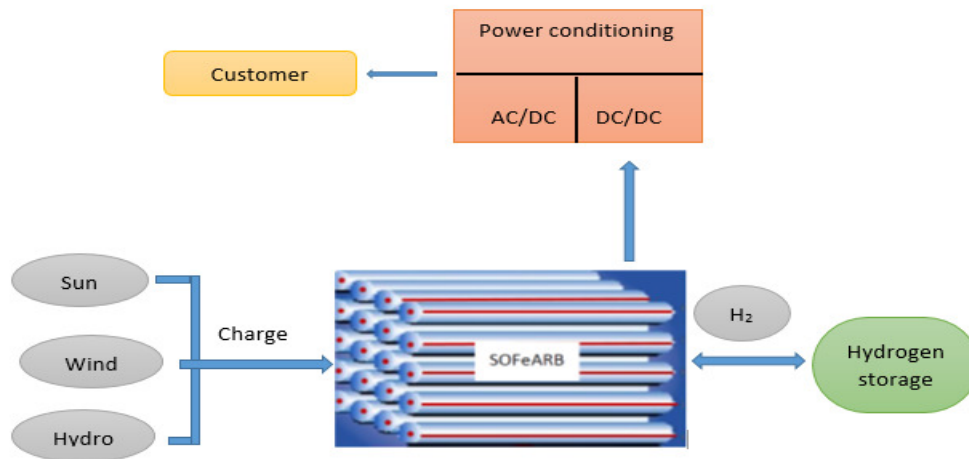 Power conditioning
Customer
AC/DC
DC/DC
Sun
Charge
H₂
Wind
SOFeARB
Hydrogen
storage
Hydro